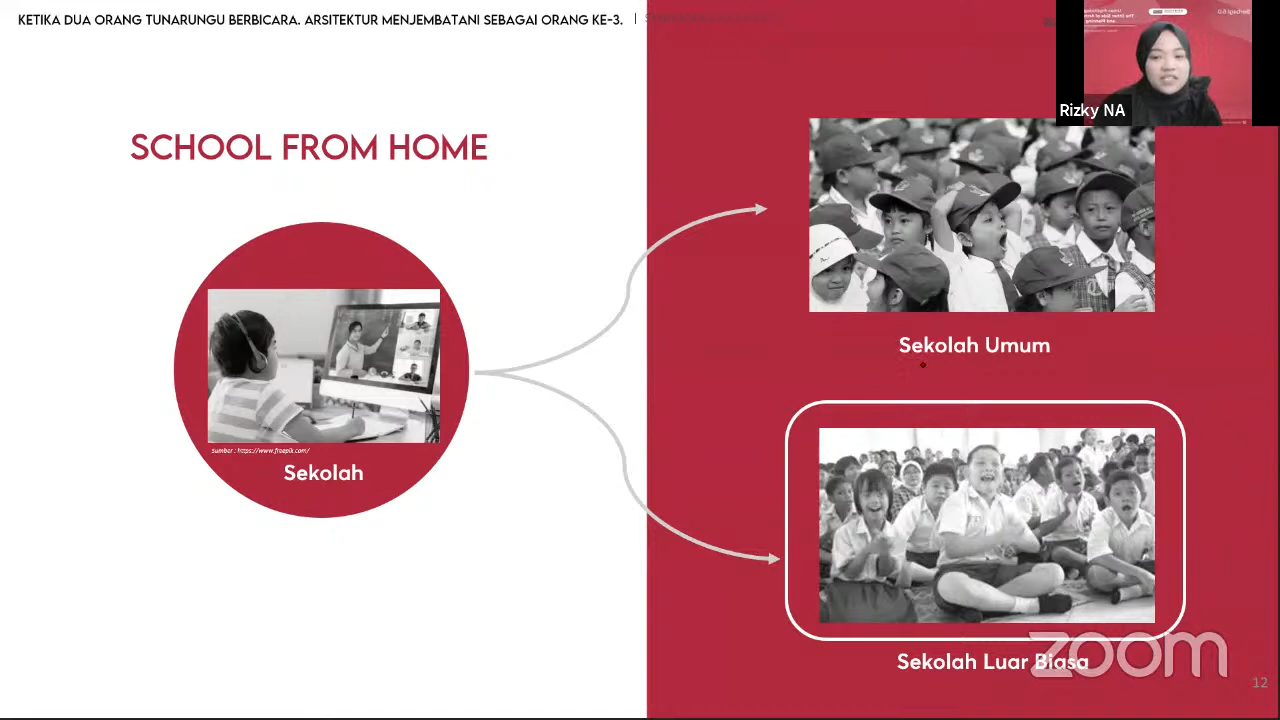 KETIKA DUA ORANG TUNARUNGU BERBICARA. ARSITEKTUR MENJEMBATANI SEBAGAI ORANG KE-3. |
Rizky NA
SCHOOL FROM HOME
Sumber : https://www.freepik.com/
Sekolah
Sekolah Umum
Sekolah Luar Biasa
zoom
12